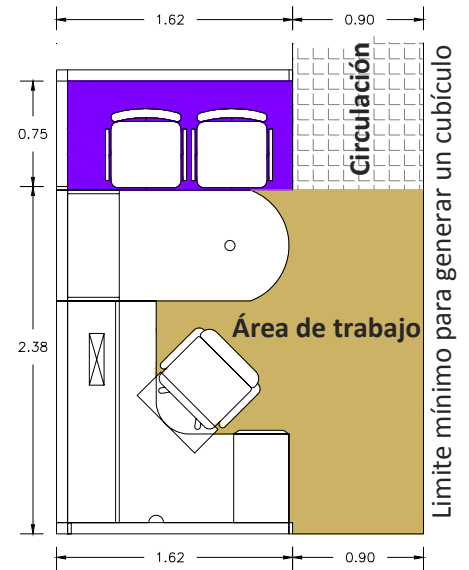 1.62
0.90
Circulación
0.75
Limite mínimo para generar un cubículo
Área de trabajo
2.38
1.62
0.90